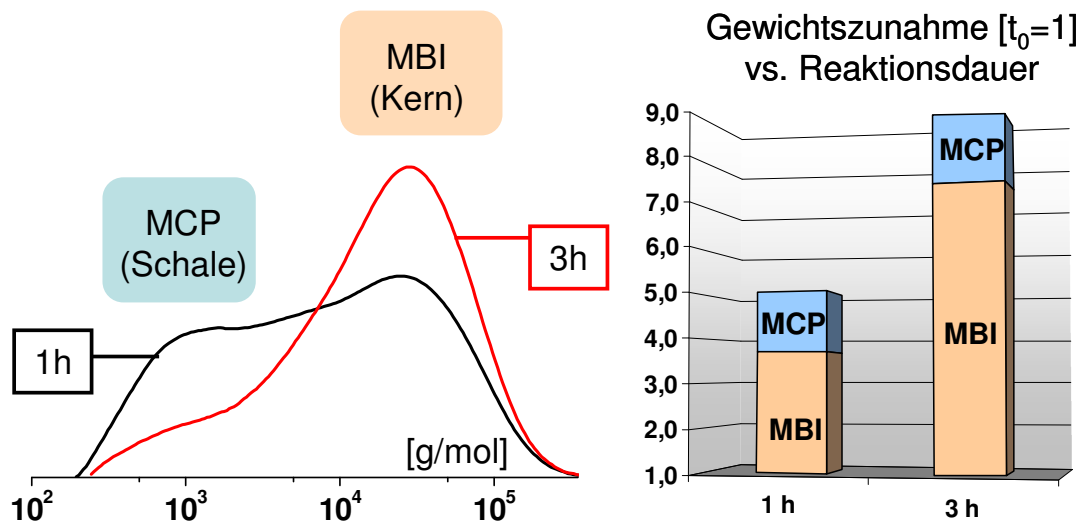 MBI
(Kern)
MCP
(Schale)
1h
3h
[g/mol]
10²
10³
10⁴
10⁵
Gewichtszunahme [t₀=1]
vs. Reaktionsdauer
9,0
8,0
7,0
6,0
5,0
4,0
3,0
2,0
1,0
MCP
MBI
MCP
MBI
1 h
3 h